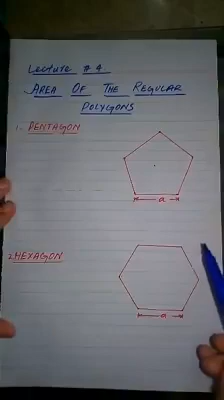 Lecture # 4
AREA OF THE REGULAR
POLYGONS
1. PENTAGON
a
2. HEXAGON
a